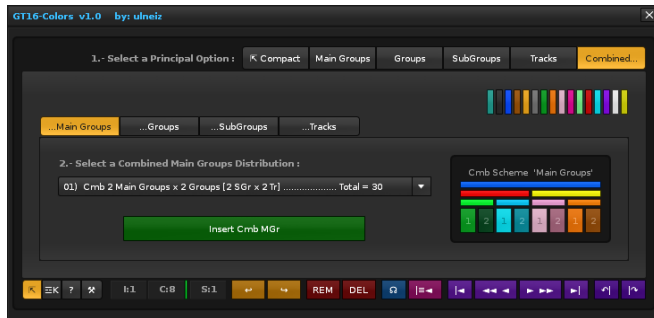 GT16-Colors v1.0 by: ulneiz
1.- Select a Principal Option : Compact Main Groups Groups SubGroups Tracks Combined...
...Main Groups ...Groups ...SubGroups ...Tracks
2.- Select a Combined Main Groups Distribution :
Cmb Scheme 'Main Groups'
01) Cmb 2 Main Groups x 2 Groups [2 SGr x 2 Tr] .................... Total = 30
1 2 1 2 1 2 1 2
Insert Cmb MGr
K ? I:1 C:8 S:1 REM DEL Ω